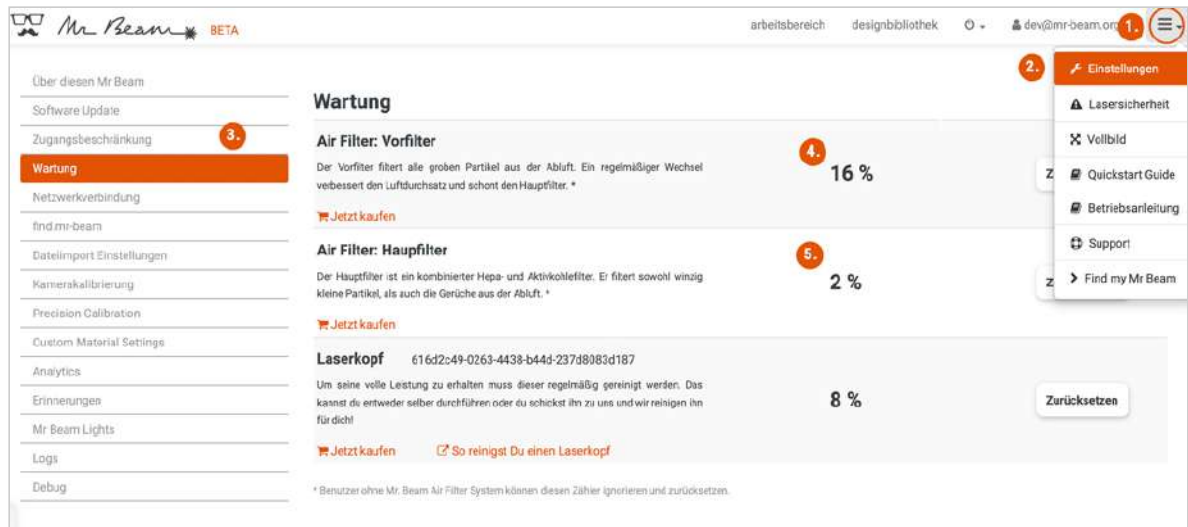 Mr Beam BETA
arbeitsbereich designbibliothek dev@mr-beam.org 1.
2. Einstellungen
Lasersicherheit
Vollbild
Quickstart Guide
Betriebsanleitung
Support
Find my Mr Beam
Über diesen Mr Beam
Software Update
Zugangsbeschränkung 3.
Wartung
Netzwerkverbindung
find.mr-beam
Dateiimport Einstellungen
Kamerakalibrierung
Precision Calibration
Custom Material Settings
Analytics
Erinnerungen
Mr Beam Lights
Logs
Debug
Wartung
Air Filter: Vorfilter
Der Vorfilter filtert alle groben Partikel aus der Abluft. Ein regelmäßiger Wechsel
verbessert den Luftdurchsatz und schont den Hauptfilter. *
Jetzt kaufen
4. 16 %
Z
Air Filter: Haupfilter
Der Hauptfilter ist ein kombinierter Hepa- und Aktivkohlefilter. Er filtert sowohl winzig
kleine Partikel, als auch die Gerüche aus der Abluft. *
Jetzt kaufen
5. 2 %
Z
Laserkopf 616d2c49-0263-4438-b44d-237d8083d187
Um seine volle Leistung zu erhalten muss dieser regelmäßig gereinigt werden. Das
kannst du entweder selber durchführen oder du schickst ihn zu uns und wir reinigen ihn
für dich!
Jetzt kaufen So reinigst Du einen Laserkopf
8 %
Zurücksetzen
* Benutzer ohne Mr. Beam Air Filter System können diesen Zähler ignorieren und zurücksetzen.